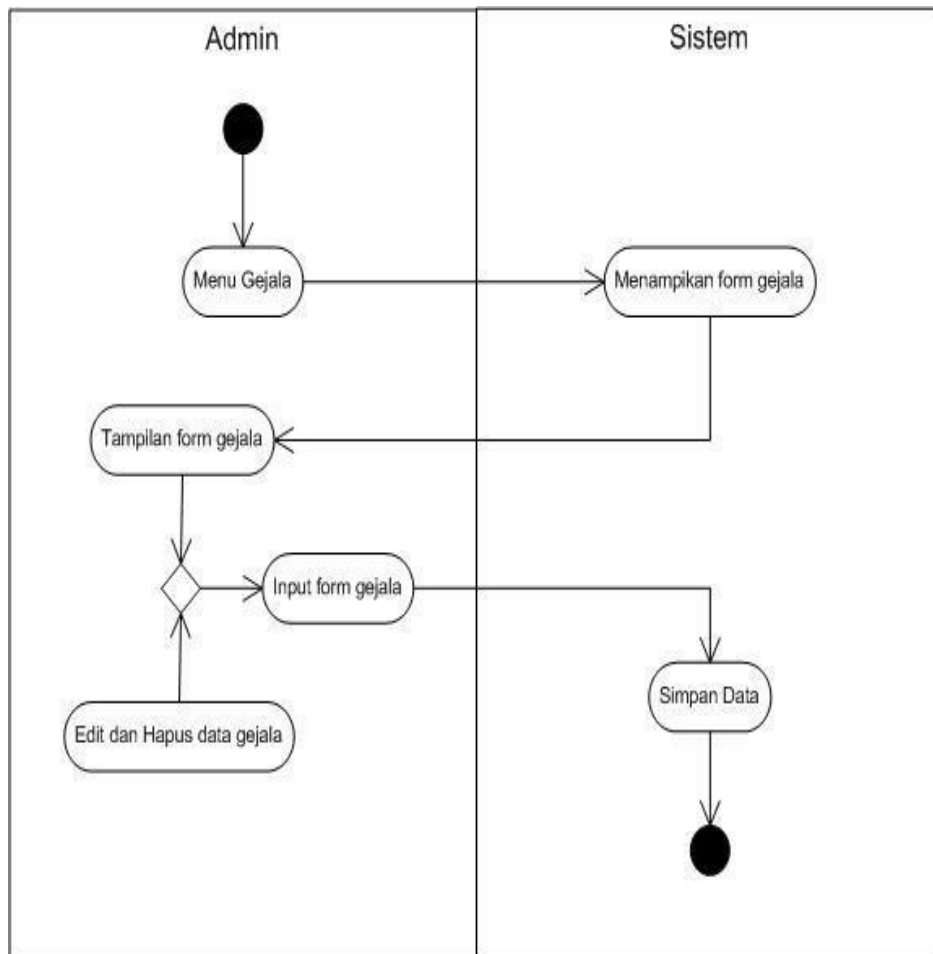 Admin
Sistem
Menu Gejala
Menampikan form gejala
Tampilan form gejala
Input form gejala
Simpan Data
Edit dan Hapus data gejala